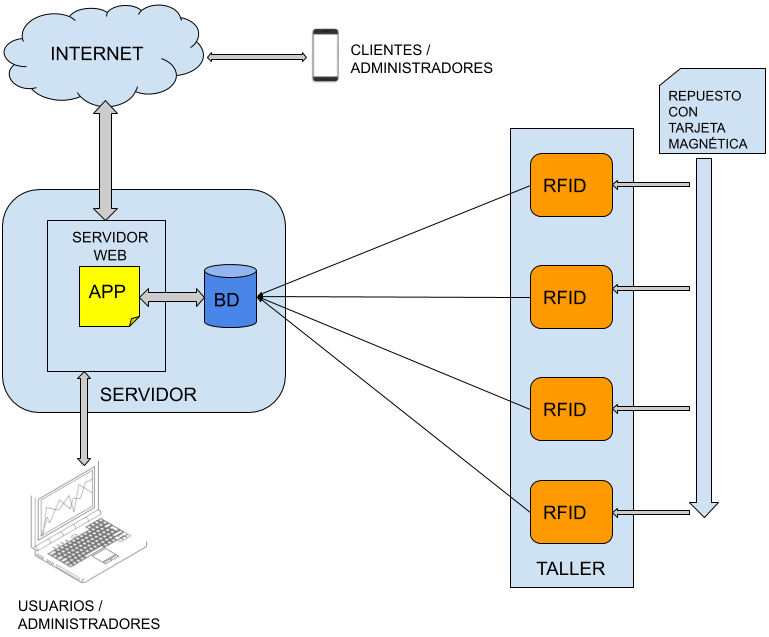 INTERNET
CLIENTES /
ADMINISTRADORES
REPUESTO
CON
TARJETA
MAGNÉTICA
RFID
SERVIDOR
WEB
APP
BD
RFID
SERVIDOR
RFID
RFID
TALLER
USUARIOS /
ADMINISTRADORES